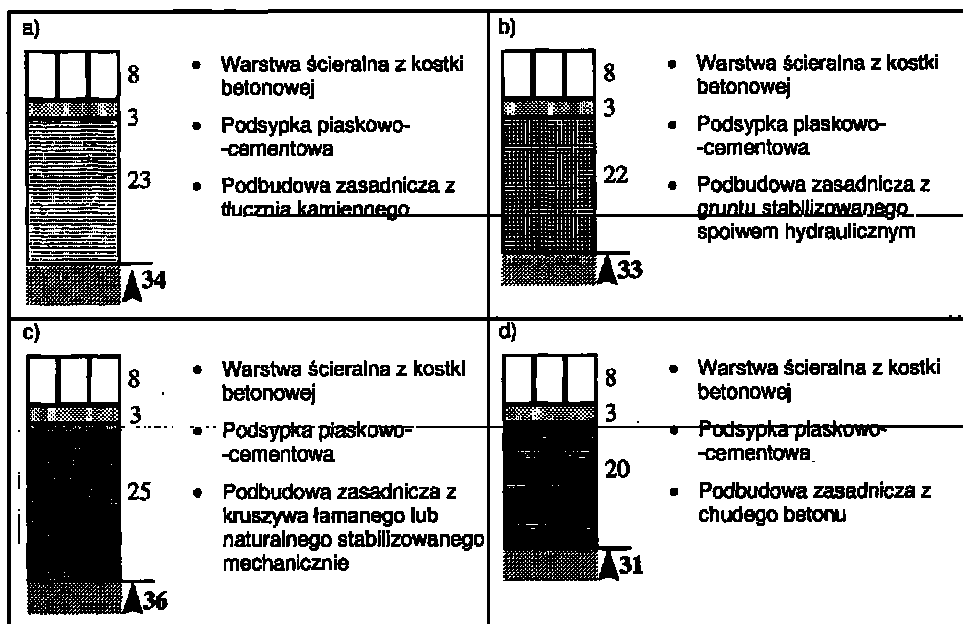 a)
8
3
23
34
• Warstwa ścieralna z kostki
betonowej
• Podsypka piaskowo-
-cementowa
• Podbudowa zasadnicza z
tłucznia kamiennego
b)
8
3
22
33
• Warstwa ścieralna z kostki
betonowej
• Podsypka piaskowo-
-cementowa
• Podbudowa zasadnicza z
gruntu stabilizowanego
spoiwem hydraulicznym
c)
8
3
25
36
• Warstwa ścieralna z kostki
betonowej
• Podsypka piaskowo-
-cementowa
• Podbudowa zasadnicza z
kruszywa łamanego lub
naturalnego stabilizowanego
mechanicznie
d)
8
3
20
31
• Warstwa ścieralna z kostki
betonowej
• Podsypka piaskowo-
-cementowa
• Podbudowa zasadnicza z
chudego betonu